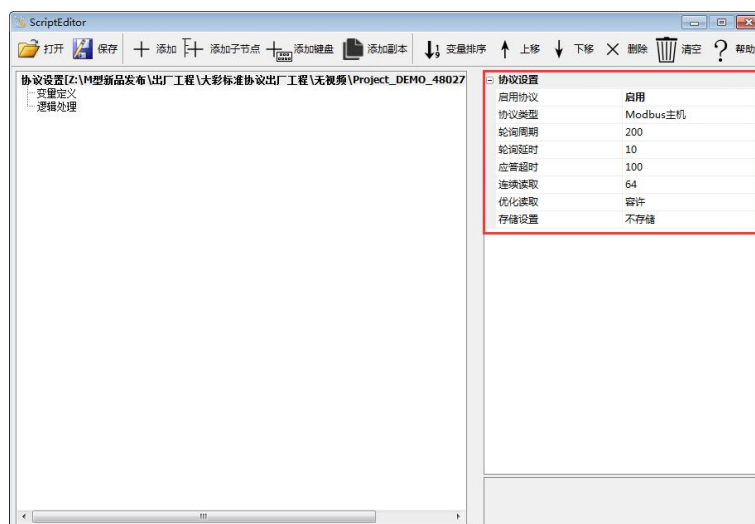 ScriptEditor
打开 保存 添加 添加子节点 添加键盘 添加副本 变量排序 上移 下移 删除 清空 帮助
协议设置[Z:\M型新品发布\出厂工程\大彩标准协议出厂工程\无视频\Project_DEMO_48027
变量定义
逻辑处理
协议设置
启用协议 启用
协议类型 Modbus主机
轮询周期 200
轮询延时 10
应答超时 100
连续读取 64
优化读取 容许
存储设置 不存储